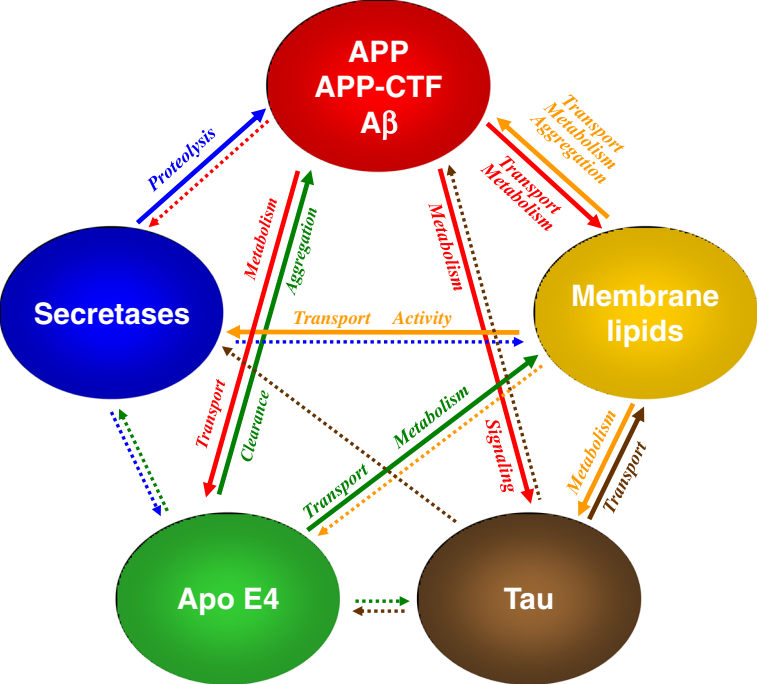 APP
APP-CTF
Aβ
Proteolysis
Transport
Metabolism
Aggregation
Transport
Metabolism
Metabolism
Aggregation
Metabolism
Secretases
Membrane
lipids
Transport Activity
Transport
Clearance
Transport
Metabolism
Signaling
Metabolism
Transport
Apo E4
Tau